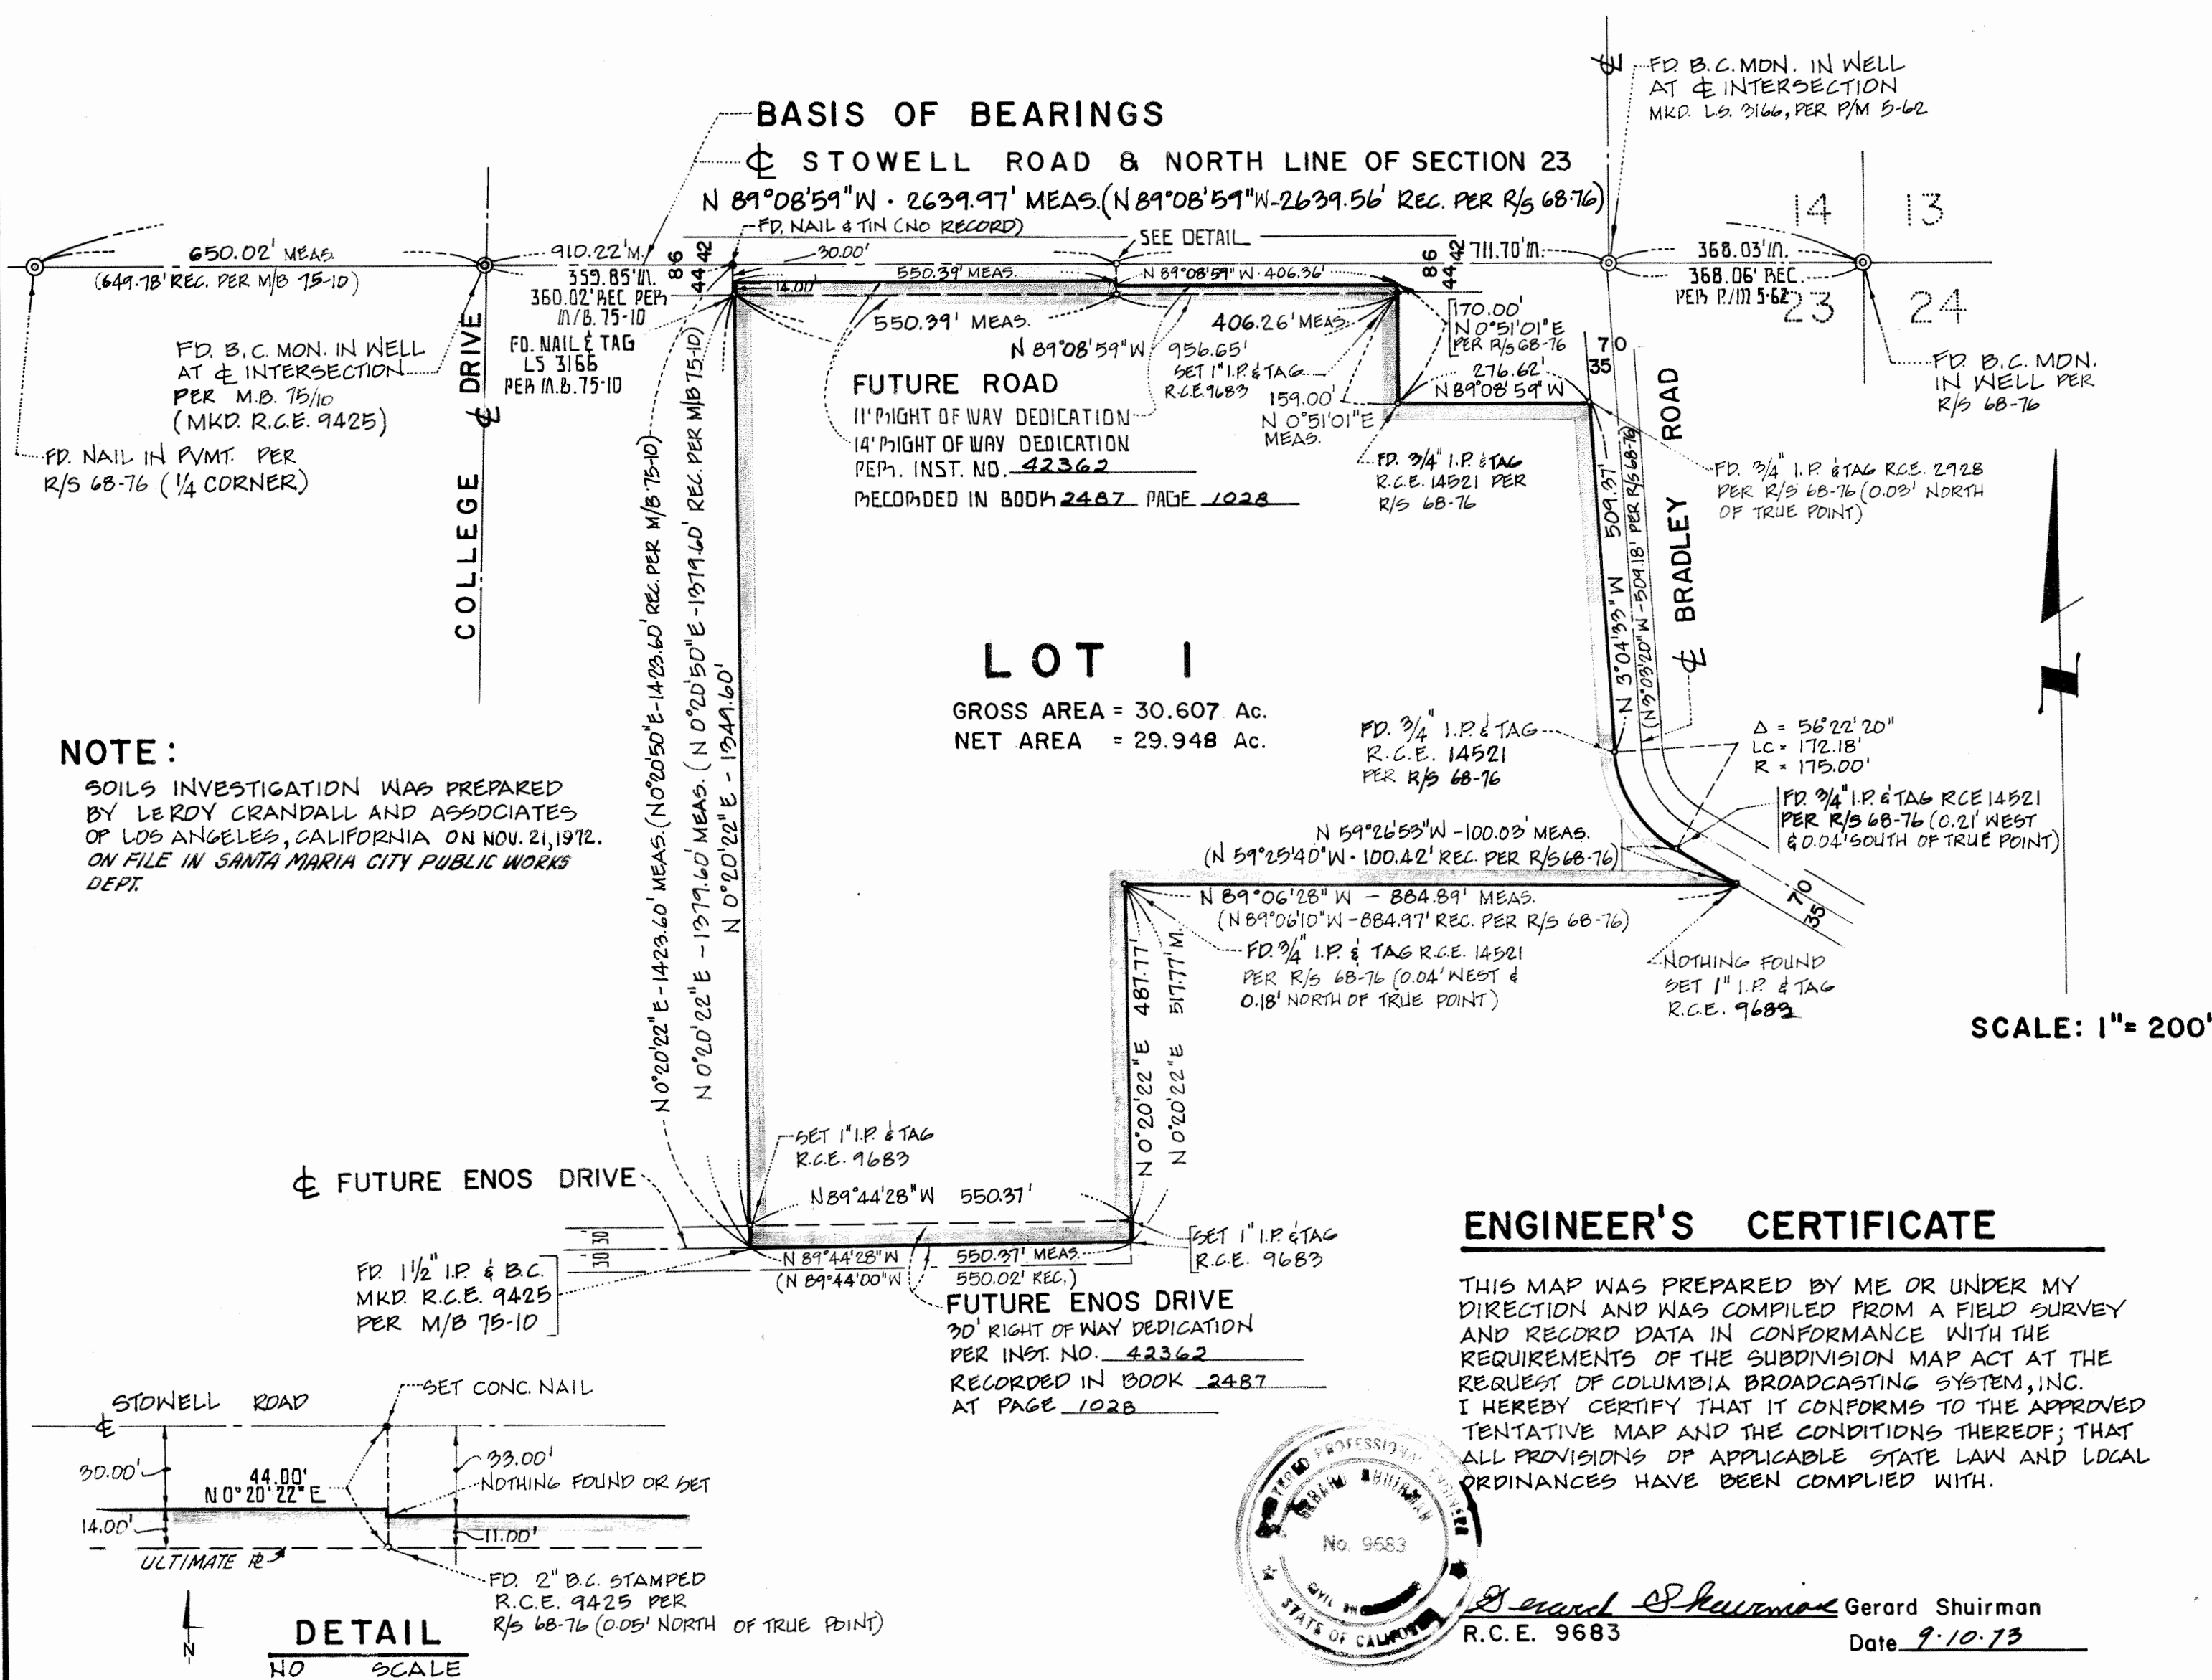 BASIS OF BEARINGS
℄ STOWELL ROAD & NORTH LINE OF SECTION 23
N 89°08'59"W · 2639.97' MEAS.(N89°08'59"W-2639.56' REC. PER R/S 68-76)
FD. NAIL & TIN (NO RECORD)
SEE DETAIL
FD. B.C. MON. IN WELL
AT ℄ INTERSECTION
MKD. L.S. 3166, PER P/M 5-62
14
13
23
24
650.02' MEAS.
(649.78' REC. PER M/B 75-10)
910.22' M.
359.85' M.
360.02' REC PER
M/B. 75-10
FD. NAIL & TAG
LS 3166
PER M.B. 75-10
86
44 42
30.00'
14.00'
550.39' MEAS.
N 89°08'59" W 406.36'
86
44 42
711.70' M.
368.03' M.
368.06' REC.
PER P/M 5-62
550.39' MEAS.
406.26' MEAS.
N 89°08'59"W 956.65'
SET 1" I.P. & TAG
R.C.E. 9683
170.00'
N 0°51'01"E
PER R/S 68-76
159.00'
N 0°51'01"E
MEAS.
276.62'
N89°08'59"W
70
35
FD. B.C. MON. IN WELL
AT ℄ INTERSECTION
PER M.B. 75/10
(MKD. R.C.E. 9425)
FD. NAIL IN PVMT. PER
R/S 68-76 (1/4 CORNER)
COLLEGE ℄ DRIVE
FUTURE ROAD
11' RIGHT OF WAY DEDICATION
14' RIGHT OF WAY DEDICATION
PER. INST. NO. 42362
RECORDED IN BOOK 2487 PAGE 1028
FD. 3/4" I.P. & TAG
R.C.E. 14521 PER
R/S 68-76
FD. B.C. MON.
IN WELL PER
R/S 68-76
FD. 3/4" I.P. & TAG R.C.E. 2928
PER R/S 68-76 (0.03' NORTH
OF TRUE POINT)
N 3°04'33"W 509.37'
(N3°03'20"W-509.18' PER R/S 68-76)
℄ BRADLEY ROAD
N0°20'22"E-1423.60' MEAS.(N0°20'50"E-1423.60' REC. PER M/B 75-10)
N 0°20'22"E-1379.60' MEAS.(N 0°20'50"E-1379.60' REC. PER M/B 75-10)
N 0°20'22"E - 1349.60'
LOT 1
GROSS AREA = 30.607 Ac.
NET AREA = 29.948 Ac.
NOTE:
SOILS INVESTIGATION WAS PREPARED
BY LEROY CRANDALL AND ASSOCIATES
OF LOS ANGELES, CALIFORNIA ON NOV. 21, 1972.
ON FILE IN SANTA MARIA CITY PUBLIC WORKS
DEPT.
FD. 3/4" I.P. & TAG
R.C.E. 14521
PER R/S 68-76
Δ = 56°22'20"
LC = 172.18'
R = 175.00'
FD. 3/4" I.P. & TAG RCE 14521
PER R/S 68-76 (0.21' WEST
& 0.04' SOUTH OF TRUE POINT)
N 59°26'53"W -100.03' MEAS.
(N 59°25'40"W · 100.42' REC. PER R/S 68-76)
N 89°06'28" W - 884.89' MEAS.
(N 89°06'10"W-884.97' REC. PER R/S 68-76)
FD. 3/4" I.P. & TAG R.C.E. 14521
PER R/S 68-76 (0.04' WEST &
0.18' NORTH OF TRUE POINT)
70
35
NOTHING FOUND
SET 1" I.P. & TAG
R.C.E. 9683
SCALE: 1"= 200'
N 0°20'22"E 487.77'
N 0°20'22"E 517.77' M.
SET 1" I.P. & TAG
R.C.E. 9683
℄ FUTURE ENOS DRIVE
N89°44'28"W 550.37'
30
30
N 89°44'28"W 550.37' MEAS.
(N 89°44'00"W 550.02' REC.)
SET 1" I.P. & TAG
R.C.E. 9683
FD. 1 1/2" I.P. & B.C.
MKD. R.C.E. 9425
PER M/B 75-10
FUTURE ENOS DRIVE
30' RIGHT OF WAY DEDICATION
PER INST. NO. 42362
RECORDED IN BOOK 2487
AT PAGE 1028
STOWELL ROAD
℄
SET CONC. NAIL
30.00'
33.00'
44.00'
N 0°20'22"E
NOTHING FOUND OR SET
14.00'
11.00'
ULTIMATE ℞
FD. 2" B.C. STAMPED
R.C.E. 9425 PER
R/S 68-76 (0.05' NORTH OF TRUE POINT)
N
DETAIL
NO SCALE
ENGINEER'S CERTIFICATE
THIS MAP WAS PREPARED BY ME OR UNDER MY
DIRECTION AND WAS COMPILED FROM A FIELD SURVEY
AND RECORD DATA IN CONFORMANCE WITH THE
REQUIREMENTS OF THE SUBDIVISION MAP ACT AT THE
REQUEST OF COLUMBIA BROADCASTING SYSTEM, INC.
I HEREBY CERTIFY THAT IT CONFORMS TO THE APPROVED
TENTATIVE MAP AND THE CONDITIONS THEREOF; THAT
ALL PROVISIONS OF APPLICABLE STATE LAW AND LOCAL
ORDINANCES HAVE BEEN COMPLIED WITH.
PROFESSIONAL
SHUIRMAN
No. 9683
CIVIL
STATE OF
Gerard Shuirman Gerard Shuirman
R.C.E. 9683
Date 9·10·73